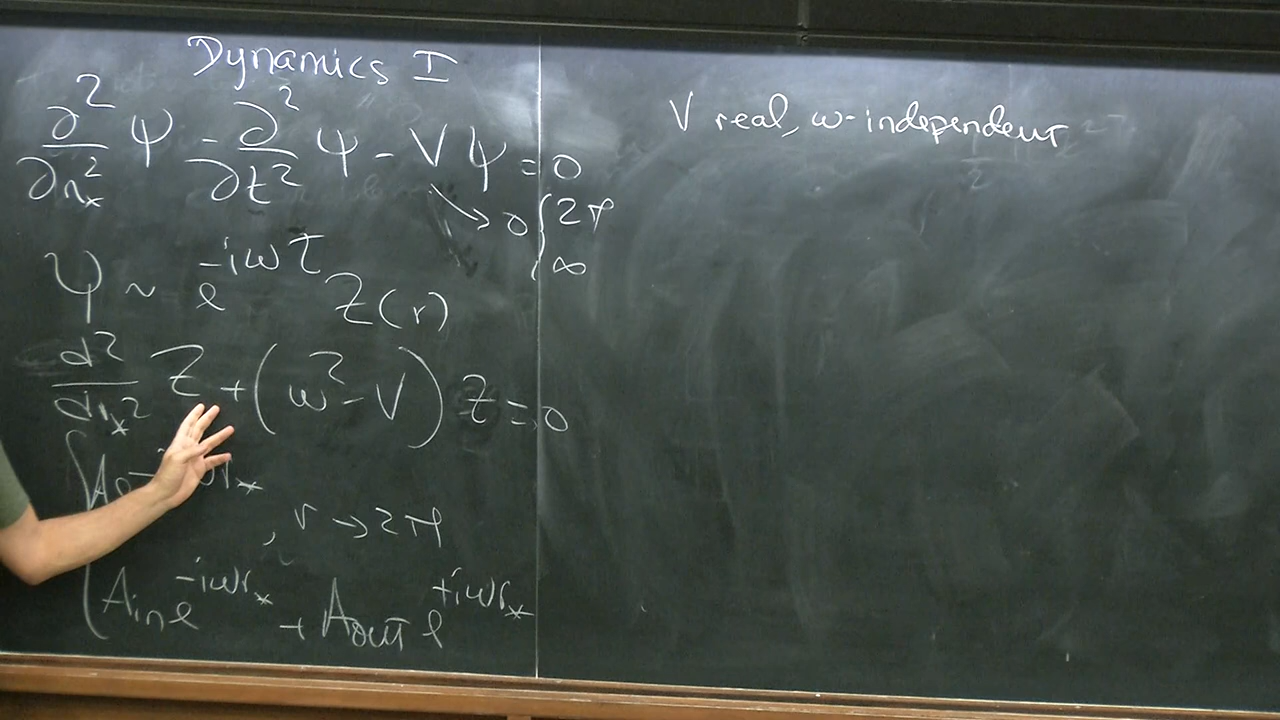 Dynamics I
∂²/∂r*² ψ - ∂²/∂t² ψ - Vψ = 0
→ 0 { 2M
∞
ψ ~ e^{-iωt} Z(r)
d²/dr*² Z + (ω² - V) Z = 0
r*
, r → 2M
A_in e^{-iωr*} + A_out e^{+iωr*}
V real, ω-independent